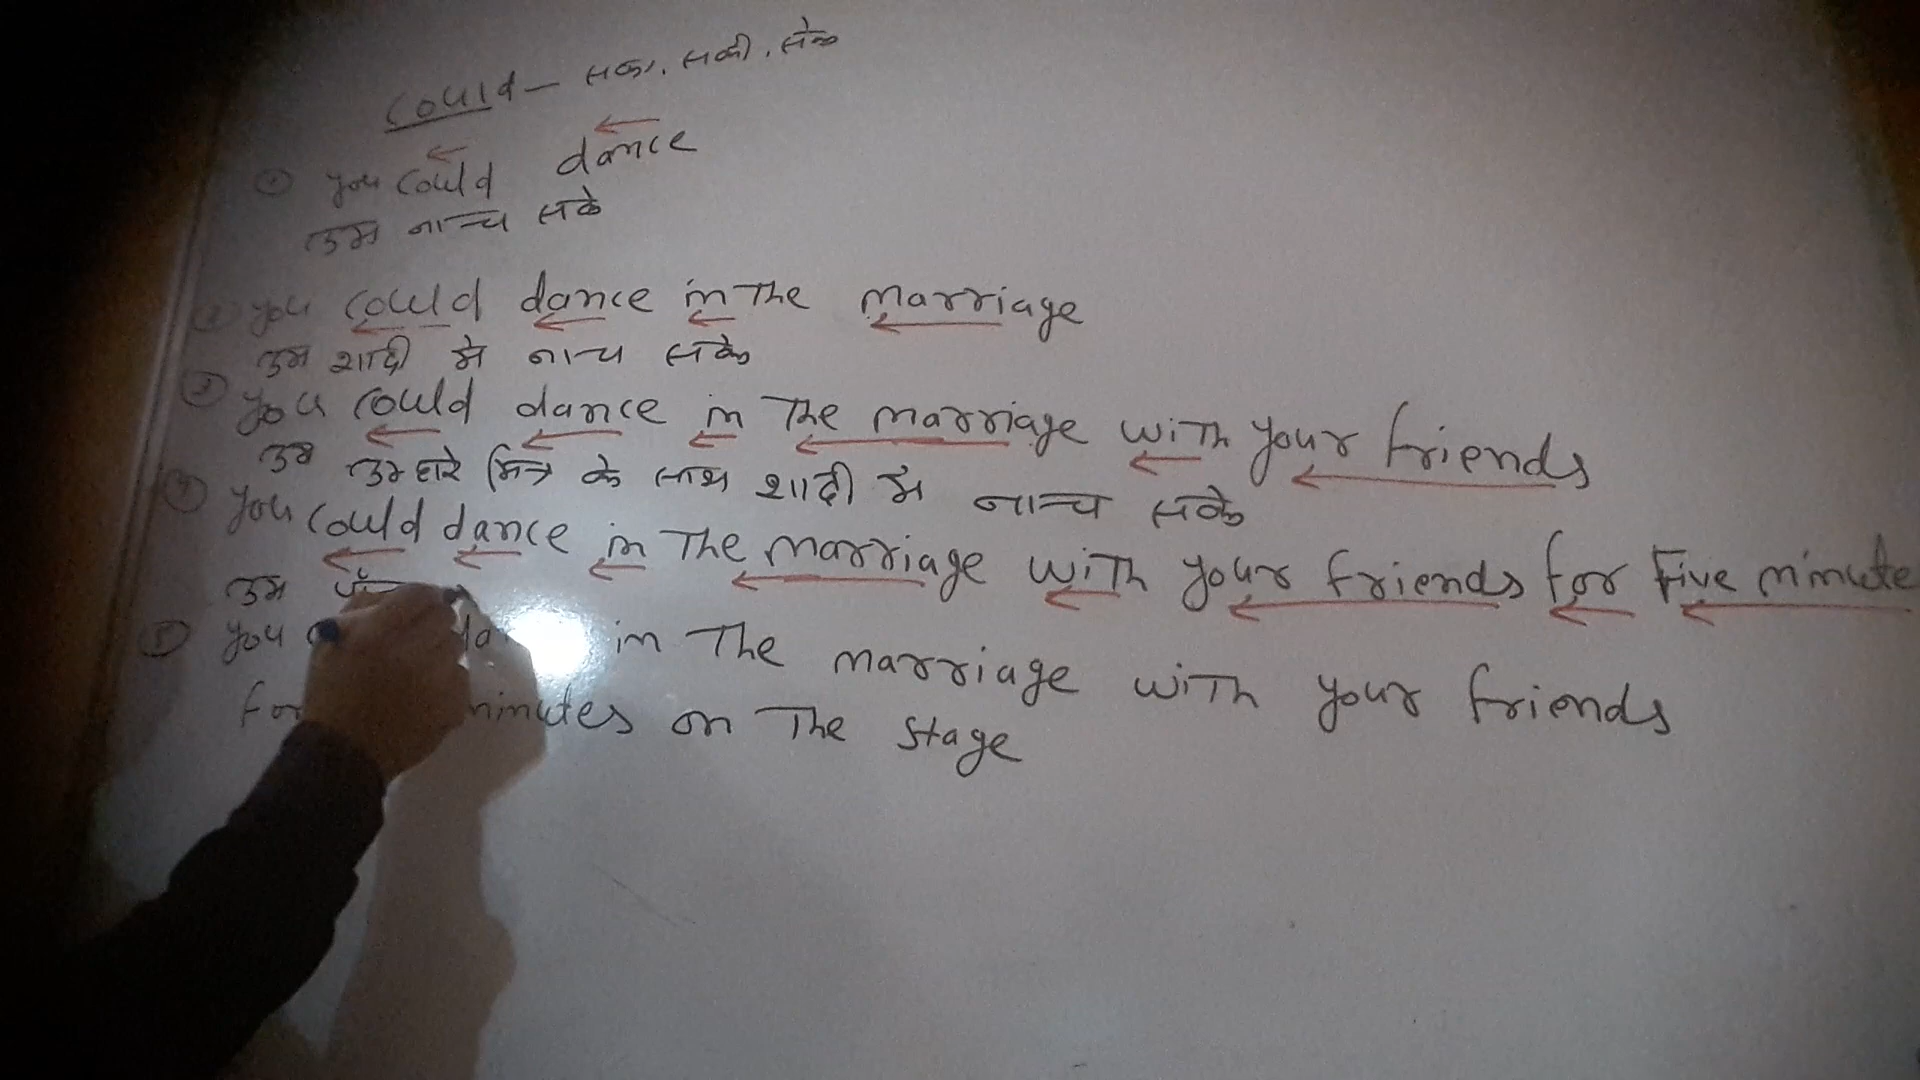 Could – सका, सकी, सके
① you could dance
तुम नाच सके
② you could dance in The marriage
तुम शादी मे नाच सके
③ you could dance in The marriage with your friends
तुम तुम्हारे मित्र के साथ शादी मे नाच सके
④ you could dance in The marriage with your friends for Five minute
तुम
⑤ you in The marriage with your friends
minutes on The stage